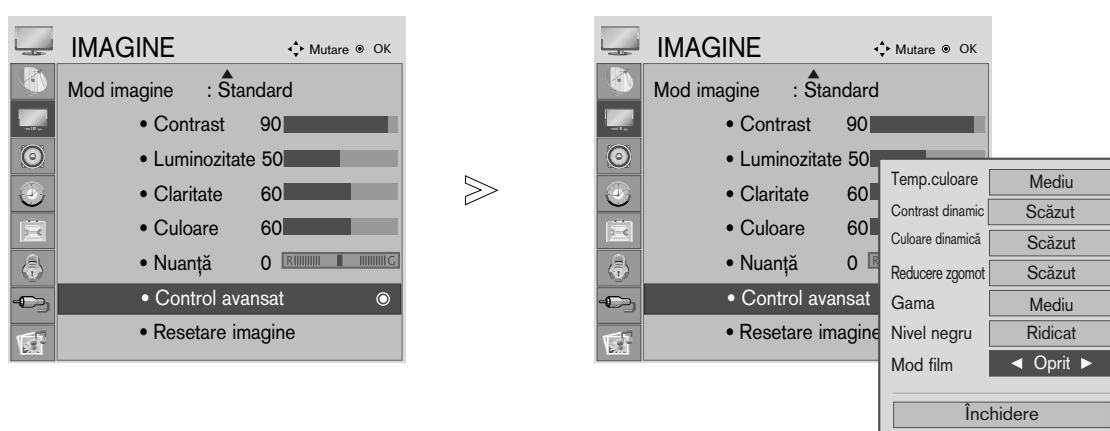 IMAGINE Mutare OK
Mod imagine : Standard
• Contrast 90
• Luminozitate 50
• Claritate 60
• Culoare 60
• Nuanţă 0 R G
• Control avansat
• Resetare imagine
IMAGINE Mutare OK
Mod imagine : Standard
• Contrast 90
• Luminozitate 50
• Claritate 60
• Culoare 60
• Nuanţă 0 R
• Control avansat
• Resetare imagine
Temp.culoare Mediu
Contrast dinamic Scăzut
Culoare dinamică Scăzut
Reducere zgomot Scăzut
Gama Mediu
Nivel negru Ridicat
Mod film ◄ Oprit ►
Închidere